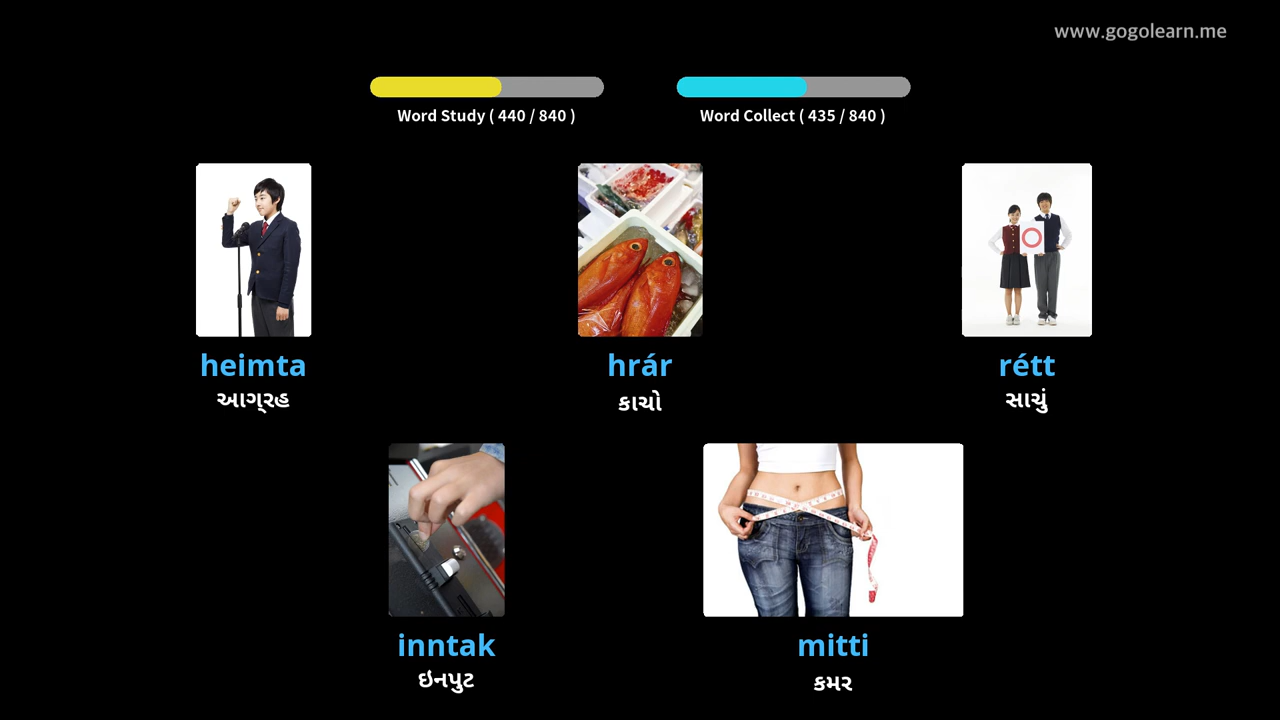 www.gogolearn.me
Word Study ( 440 / 840 )
Word Collect ( 435 / 840 )
heimta
આગ્રહ
hrár
કાચો
rétt
સાચું
inntak
ઇનપુટ
mitti
કમર